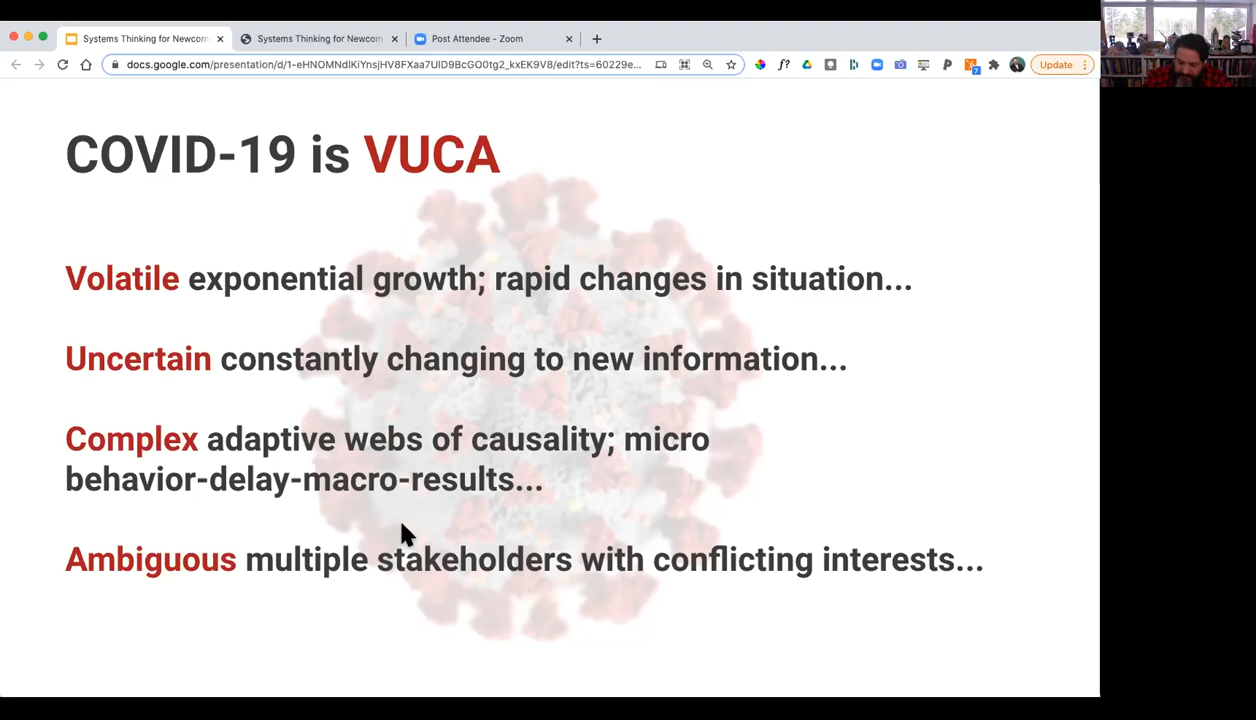 Systems Thinking for Newcom
Systems Thinking for Newcom
Post Attendee - Zoom
docs.google.com/presentation/d/1-eHNOMNdlKiYnsjHV8FXaa7UlD9BcGO0tg2_kxEK9V8/edit?ts=60229e...
f?
7
Update
COVID-19 is VUCA
Volatile exponential growth; rapid changes in situation...
Uncertain constantly changing to new information...
Complex adaptive webs of causality; micro
behavior-delay-macro-results...
Ambiguous multiple stakeholders with conflicting interests...